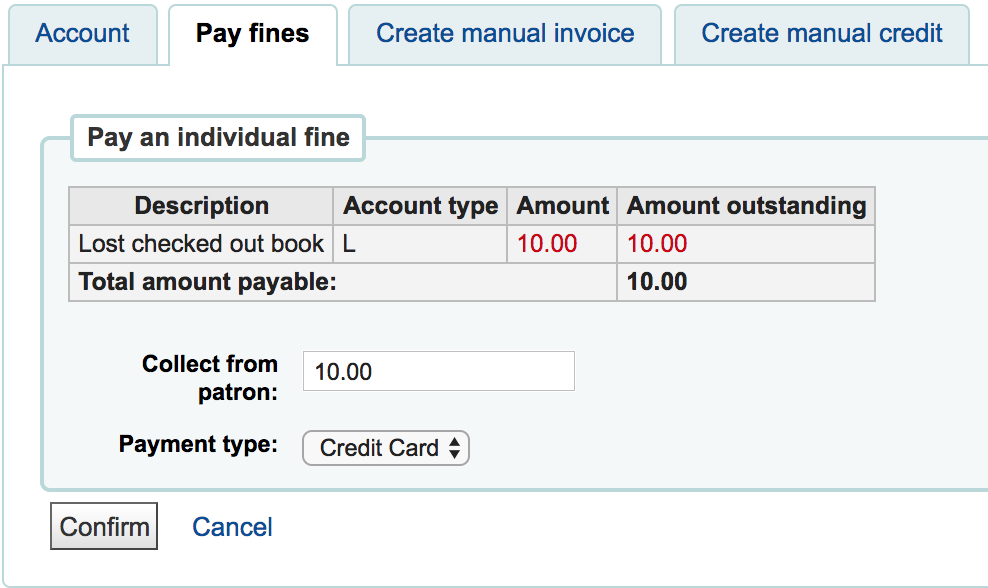 Account Pay fines Create manual invoice Create manual credit
Pay an individual fine
Description Account type Amount Amount outstanding
Lost checked out book L 10.00 10.00
Total amount payable: 10.00
Collect from
patron: 10.00
Payment type: Credit Card
Confirm Cancel